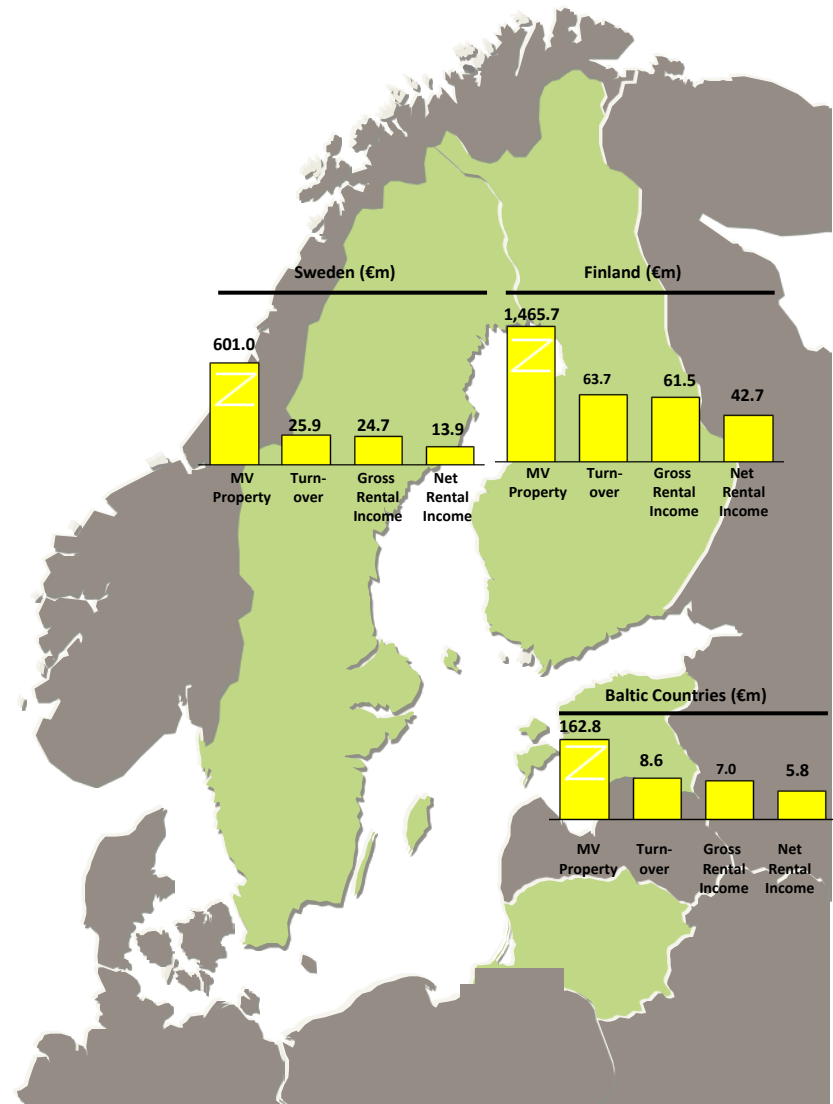 Sweden (€m)
601.0
25.9
24.7
13.9
MV
Property
Turn-
over
Gross
Rental
Income
Net
Rental
Income
Finland (€m)
1,465.7
63.7
61.5
42.7
MV
Property
Turn-
over
Gross
Rental
Income
Net
Rental
Income
Baltic Countries (€m)
162.8
8.6
7.0
5.8
MV
Property
Turn-
over
Gross
Rental
Income
Net
Rental
Income